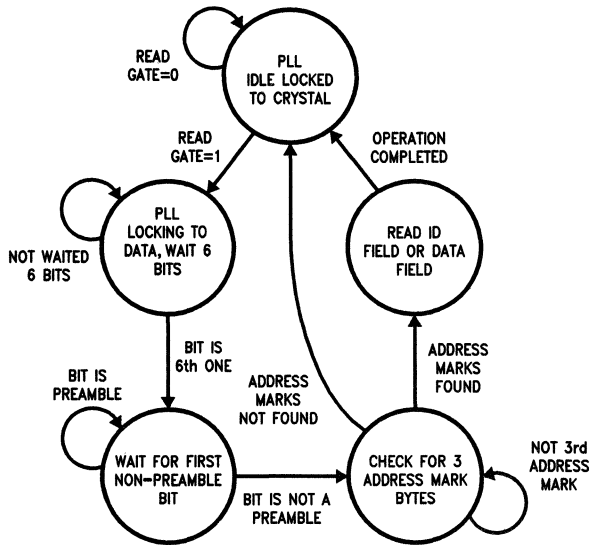 READ
GATE=0
PLL
IDLE LOCKED
TO CRYSTAL
READ
GATE=1
OPERATION
COMPLETED
PLL
LOCKING TO
DATA, WAIT 6
BITS
NOT WAITED
6 BITS
READ ID
FIELD OR DATA
FIELD
BIT IS
6th ONE
ADDRESS
MARKS
FOUND
BIT IS
PREAMBLE
ADDRESS
MARKS
NOT FOUND
WAIT FOR FIRST
NON-PREAMBLE
BIT
BIT IS NOT A
PREAMBLE
CHECK FOR 3
ADDRESS MARK
BYTES
NOT 3rd
ADDRESS
MARK